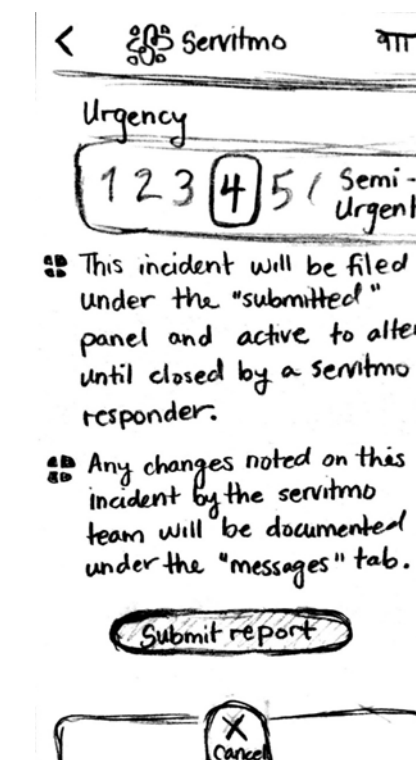 < Servitmo
Urgency
1 2 3 4 5 / Semi-
Urgent
This incident will be filed
under the "submitted"
panel and active to alter
until closed by a servitmo
responder.
Any changes noted on this
incident by the servitmo
team will be documented
under the "messages" tab.
Submit report
X
Cancel